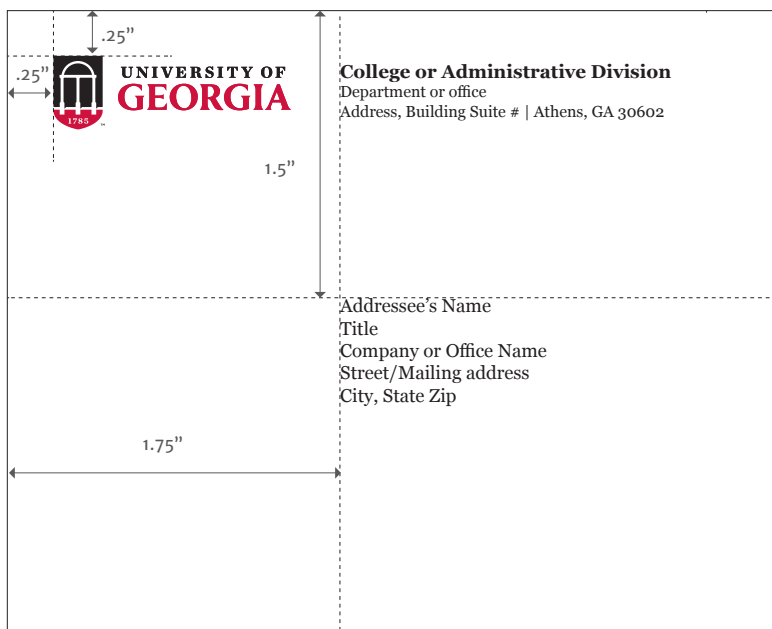 .25”
.25”
UNIVERSITY OF
GEORGIA
1785
College or Administrative Division
Department or office
Address, Building Suite # | Athens, GA 30602
1.5”
Addressee’s Name
Title
Company or Office Name
Street/Mailing address
City, State Zip
1.75”